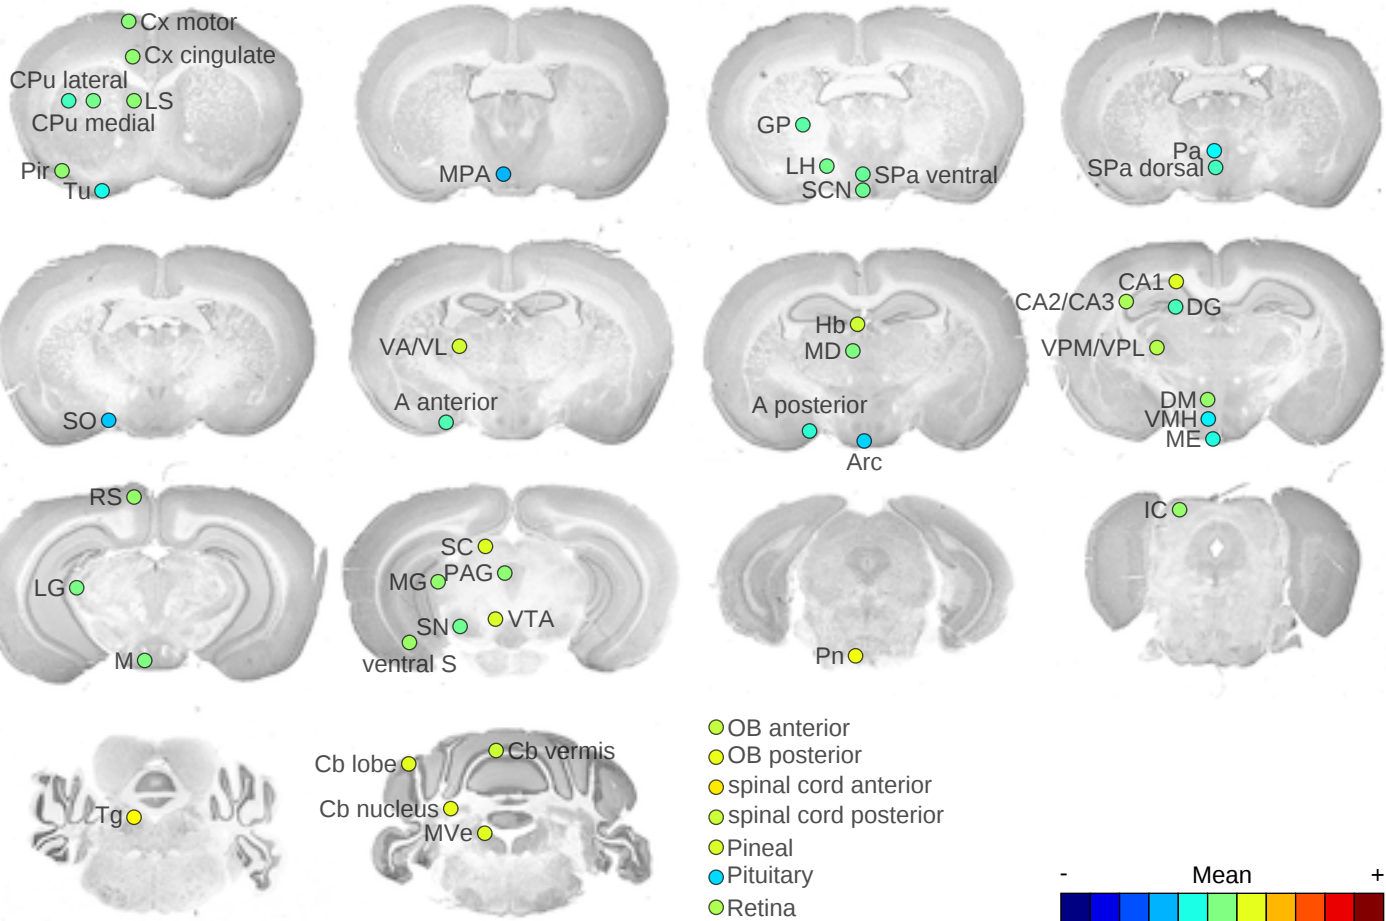 Cx motor
Cx cingulate
CPu lateral
LS
CPu medial
Pir
Tu
MPA
GP
LH
SPa ventral
SCN
Pa
SPa dorsal
SO
VA/VL
A anterior
Hb
MD
A posterior
Arc
CA1
CA2/CA3
DG
VPM/VPL
DM
VMH
ME
RS
LG
M
SC
MG
PAG
SN
VTA
ventral S
Pn
IC
Tg
Cb lobe
Cb vermis
Cb nucleus
MVe
OB anterior
OB posterior
spinal cord anterior
spinal cord posterior
Pineal
Pituitary
Retina
- Mean +